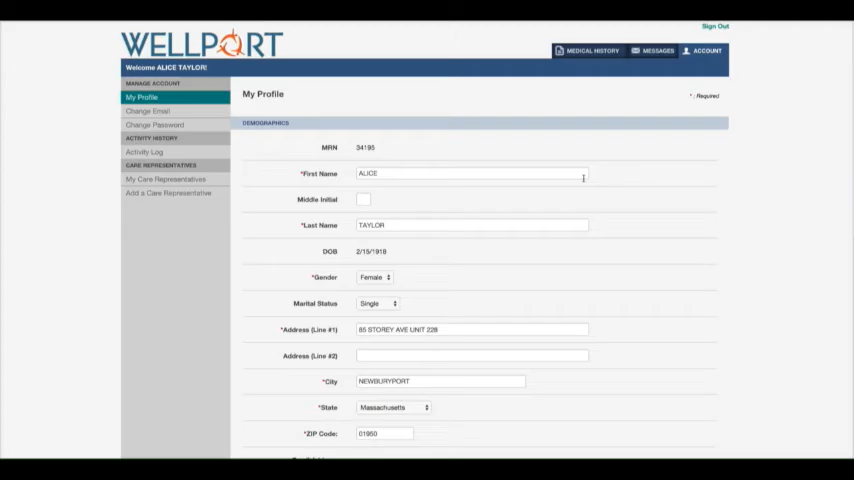 Sign Out
WELLPORT
MEDICAL HISTORY MESSAGES ACCOUNT
Welcome ALICE TAYLOR!
MANAGE ACCOUNT
My Profile
Change Email
Change Password
ACTIVITY HISTORY
Activity Log
CARE REPRESENTATIVES
My Care Representatives
Add a Care Representative
My Profile
* : Required
DEMOGRAPHICS
MRN 34195
*First Name ALICE
Middle Initial
*Last Name TAYLOR
DOB 2/15/1918
*Gender Female
Marital Status Single
*Address (Line #1) 85 STOREY AVE UNIT 228
Address (Line #2)
*City NEWBURYPORT
*State Massachusetts
*ZIP Code: 01950